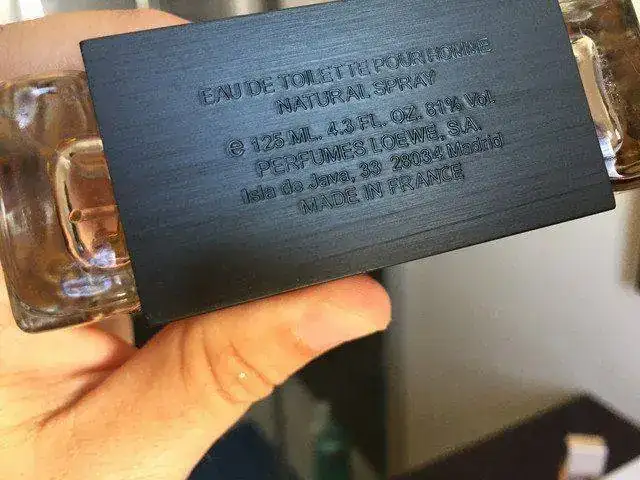 EAU DE TOILETTE POUR HOMME
NATURAL SPRAY
℮ 125 ML. 4.3 FL. OZ. 81% Vol.
PERFUMES LOEWE, S.A.
Isla de Java, 33 28034 Madrid
MADE IN FRANCE